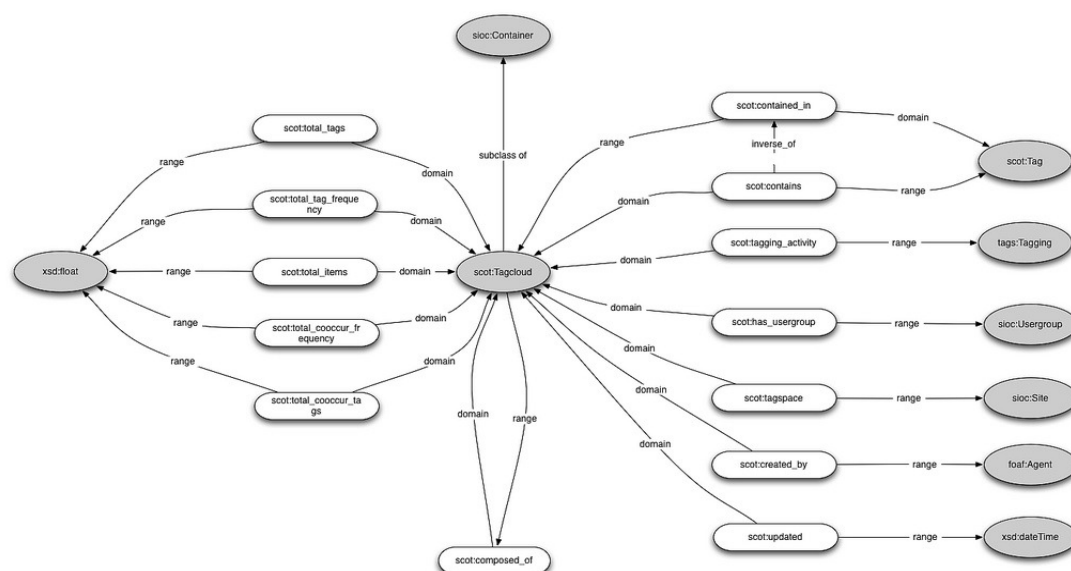 sioc:Container
scot:contained_in
domain
scot:total_tags
range
inverse_of
subclass of
scot:Tag
range
domain
scot:contains
range
scot:total_tag_freque
ncy
domain
range
domain
scot:tagging_activity
range
tags:Tagging
domain
xsd:float
range
scot:total_items
domain
scot:Tagcloud
domain
scot:has_usergroup
range
sioc:Usergroup
range
scot:total_cooccur_fr
equency
domain
domain
range
domain
scot:total_cooccur_ta
gs
domain
scot:tagspace
range
sioc:Site
domain
range
domain
scot:created_by
range
foaf:Agent
scot:updated
range
xsd:dateTime
scot:composed_of